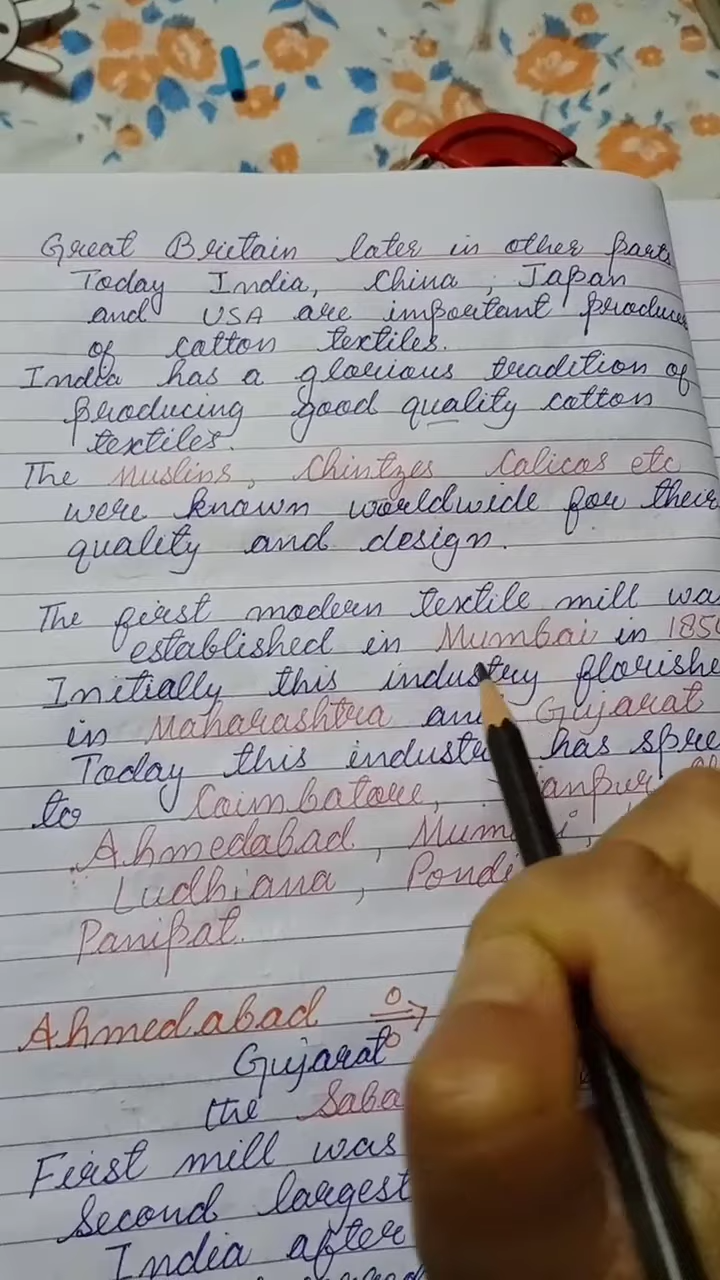 Great Britain later in other parts
Today India, China, Japan
and USA are important produce
of cotton textiles.
India has a glorious tradition of
producing good quality cotton
textiles.
The Muslins, Chintzes Calicos etc
were known worldwide for their
quality and design.
The first modern textile mill was
established in Mumbai in 185
Initially this industry florishe
in Maharashtra and Gujarat
Today this industry has spre
to Coimbatore,
Ahmedabad, Mumbai,
Ludhiana,
Panipat.
Ahmedabad
Gujarat
the
First mill was
Second largest
India after